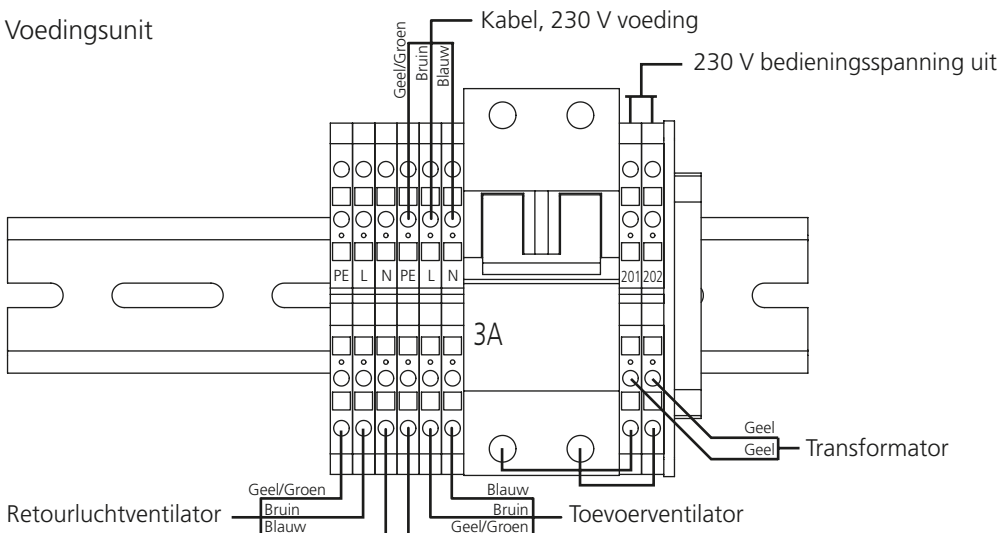 Voedingsunit
Kabel, 230 V voeding
Geel/Groen
Bruin
Blauw
230 V bedieningsspanning uit
PE L N PE L N
201 202
3A
Geel
Geel
Transformator
Geel/Groen
Bruin
Blauw
Retourluchtventilator
Blauw
Bruin
Geel/Groen
Toevoerventilator